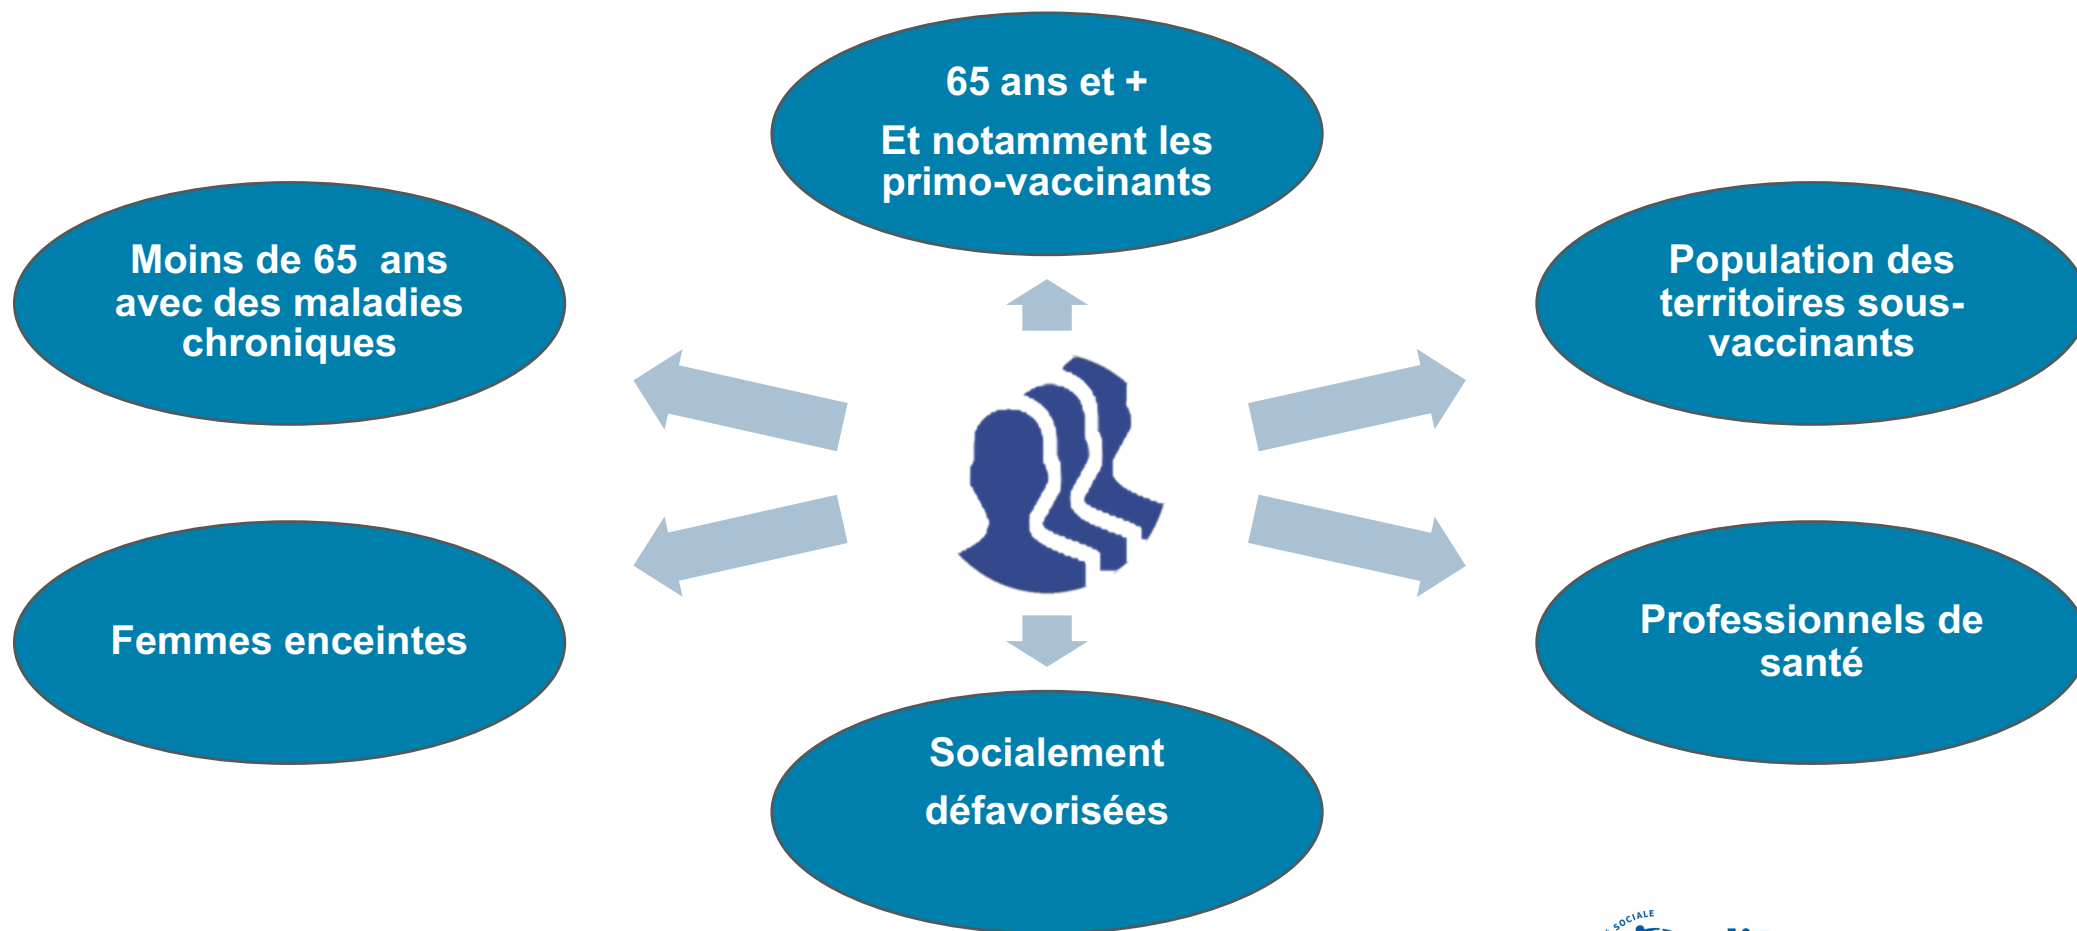 65 ans et +
Et notamment les
primo-vaccinants
Moins de 65 ans
avec des maladies
chroniques
Population des
territoires sous-
vaccinants
Femmes enceintes
Professionnels de
santé
Socialement
défavorisées
SOCIALE